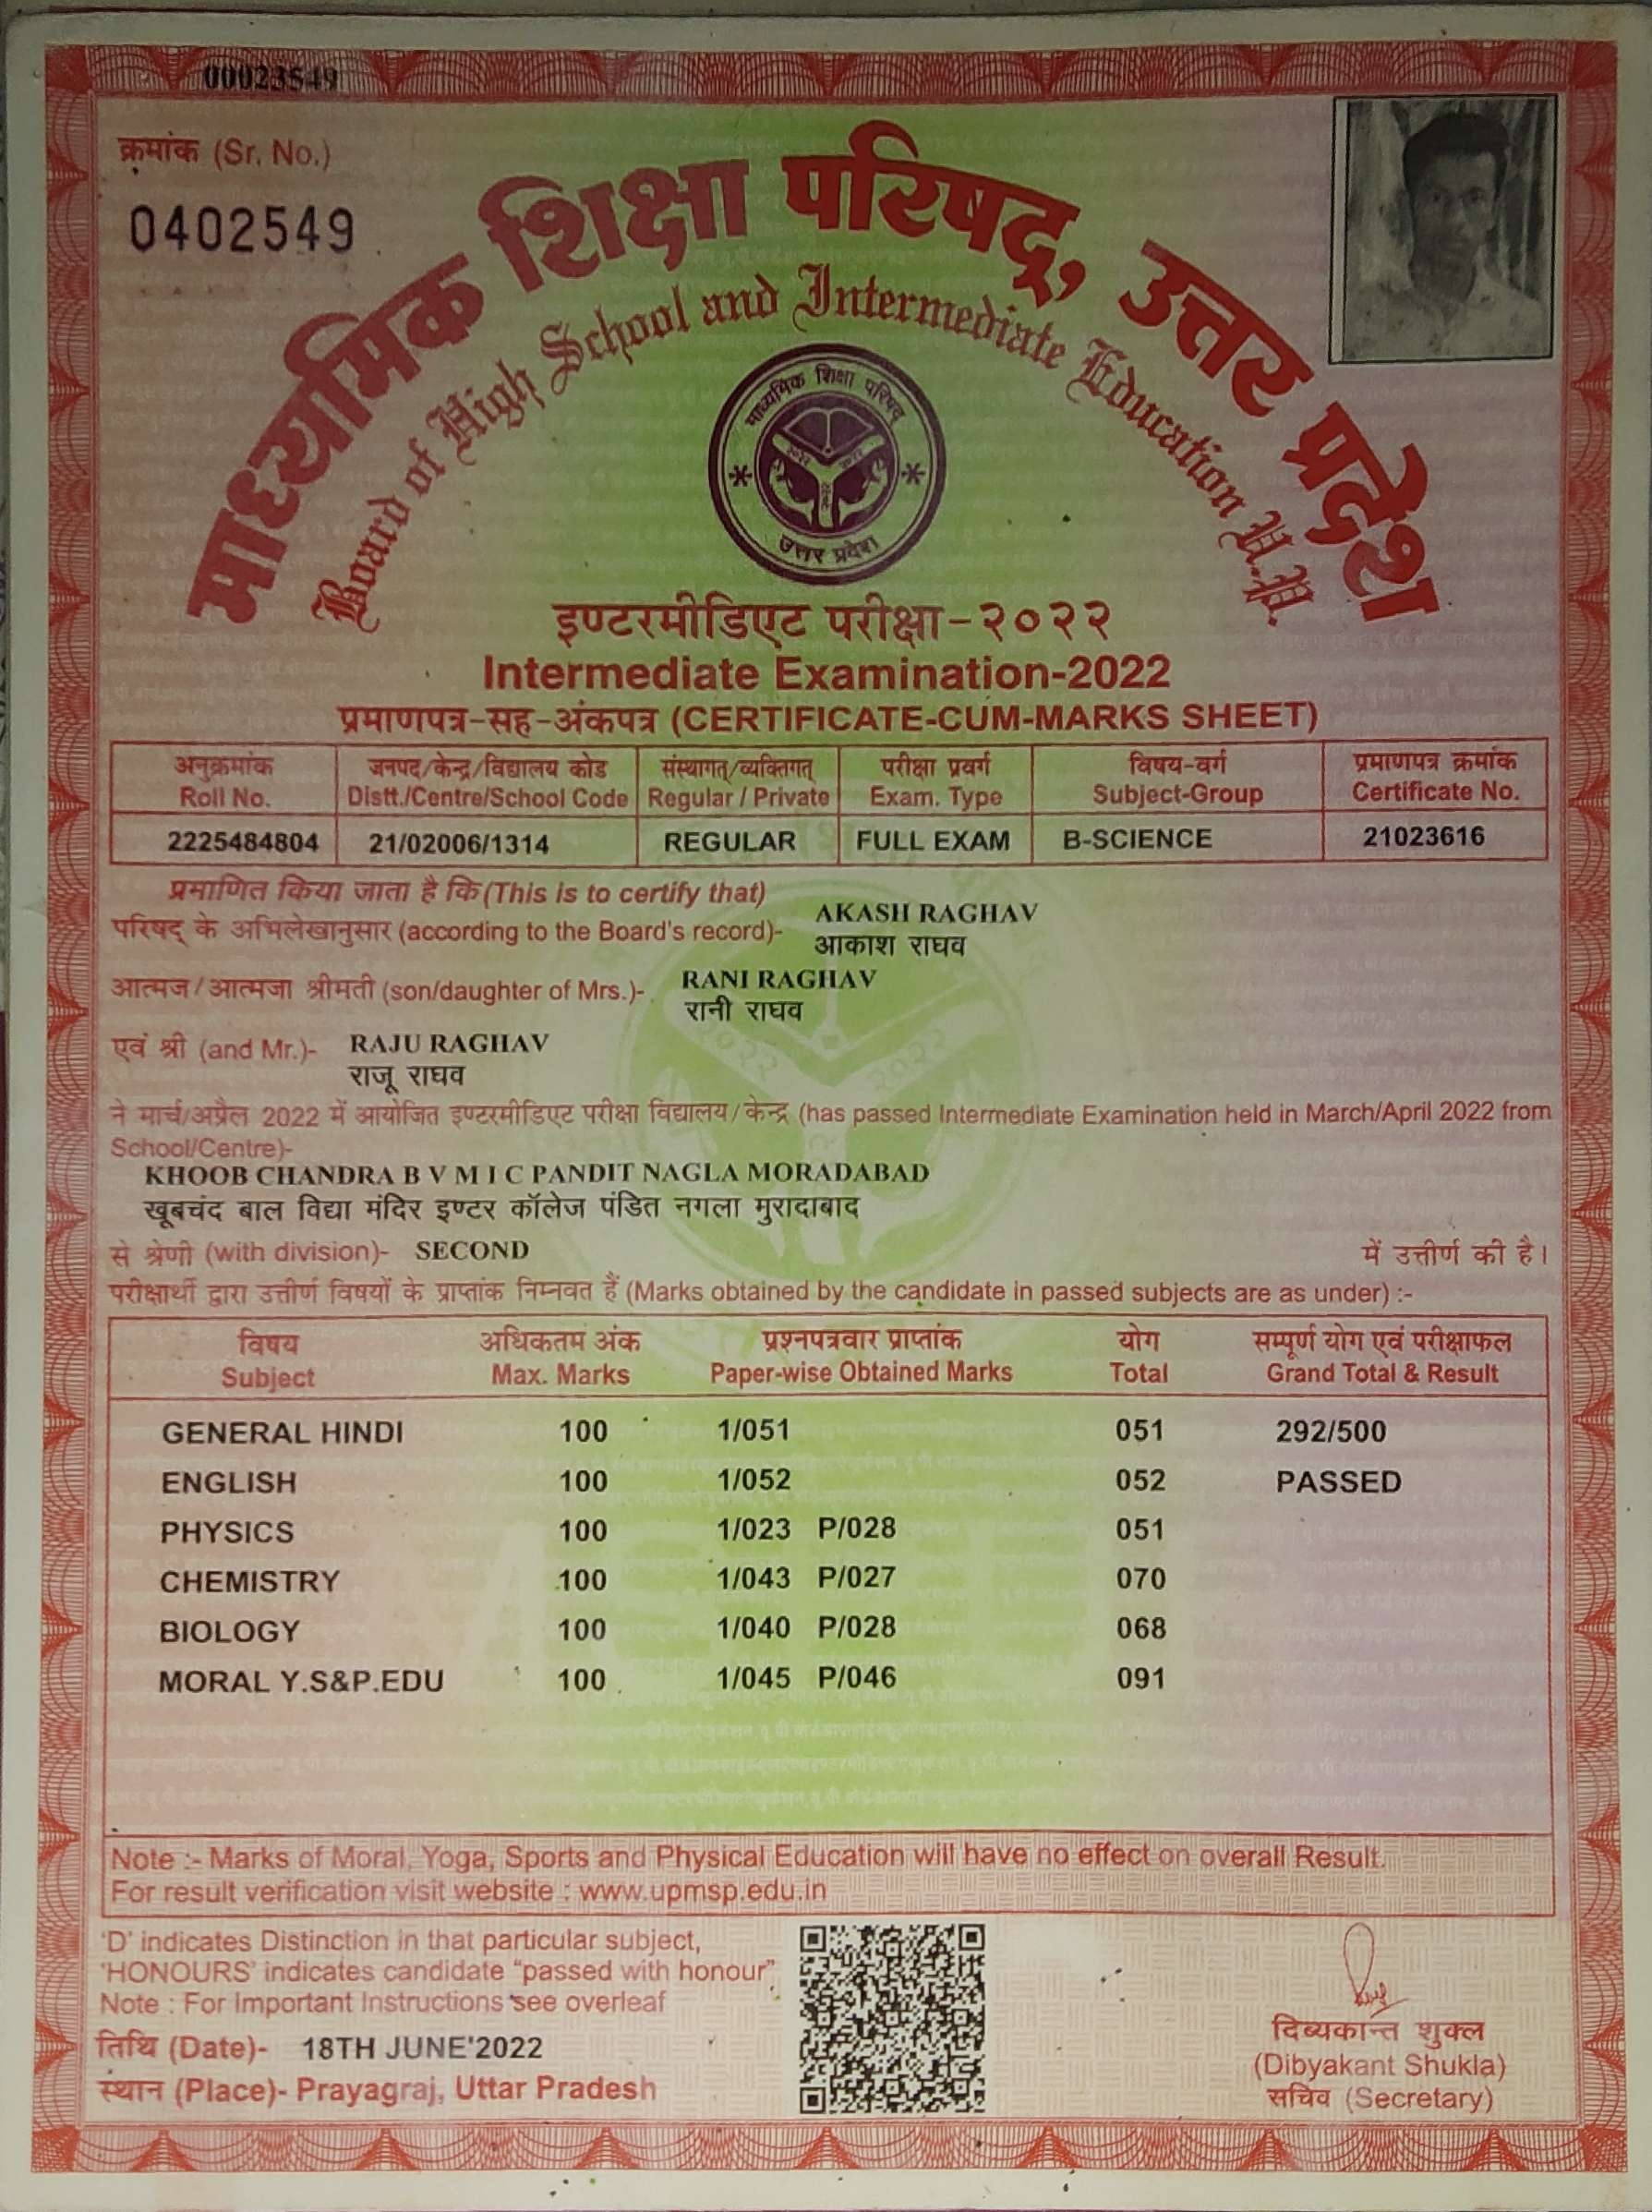 00023549
क्रमांक (Sr. No.)
0402549
माध्यमिक शिक्षा परिषद्, उत्तर प्रदेश
Board of High School and Intermediate Education U.P.
माध्यमिक शिक्षा परिषद्
उत्तर प्रदेश
इण्टरमीडिएट परीक्षा-२०२२
Intermediate Examination-2022
प्रमाणपत्र-सह-अंकपत्र (CERTIFICATE-CUM-MARKS SHEET)
अनुक्रमांक जनपद/केन्द्र/विद्यालय कोड संस्थागत्/व्यक्तिगत् परीक्षा प्रवर्ग विषय-वर्ग प्रमाणपत्र क्रमांक
Roll No. Distt./Centre/School Code Regular / Private Exam. Type Subject-Group Certificate No.
2225484804 21/02006/1314 REGULAR FULL EXAM B-SCIENCE 21023616
प्रमाणित किया जाता है कि (This is to certify that)
परिषद् के अभिलेखानुसार (according to the Board's record)- AKASH RAGHAV
आकाश राघव
आत्मज/आत्मजा श्रीमती (son/daughter of Mrs.)- RANI RAGHAV
रानी राघव
एवं श्री (and Mr.)- RAJU RAGHAV
राजू राघव
ने मार्च/अप्रैल 2022 में आयोजित इण्टरमीडिएट परीक्षा विद्यालय/केन्द्र (has passed Intermediate Examination held in March/April 2022 from
School/Centre)-
KHOOB CHANDRA B V M I C PANDIT NAGLA MORADABAD
खूबचंद बाल विद्या मंदिर इण्टर कॉलेज पंडित नगला मुरादाबाद
से श्रेणी (with division)- SECOND में उत्तीर्ण की है।
परीक्षार्थी द्वारा उत्तीर्ण विषयों के प्राप्तांक निम्नवत हैं (Marks obtained by the candidate in passed subjects are as under) :-
विषय अधिकतम अंक प्रश्नपत्रवार प्राप्तांक योग सम्पूर्ण योग एवं परीक्षाफल
Subject Max. Marks Paper-wise Obtained Marks Total Grand Total & Result
GENERAL HINDI 100 1/051 051 292/500
ENGLISH 100 1/052 052 PASSED
PHYSICS 100 1/023 P/028 051
CHEMISTRY 100 1/043 P/027 070
BIOLOGY 100 1/040 P/028 068
MORAL Y.S&P.EDU 100 1/045 P/046 091
Note :- Marks of Moral, Yoga, Sports and Physical Education will have no effect on overall Result.
For result verification visit website : www.upmsp.edu.in
'D' indicates Distinction in that particular subject,
'HONOURS' indicates candidate "passed with honour".
Note : For Important Instructions see overleaf
तिथि (Date)- 18TH JUNE'2022
स्थान (Place)- Prayagraj, Uttar Pradesh
दिब्यकान्त शुक्ल
(Dibyakant Shukla)
सचिव (Secretary)